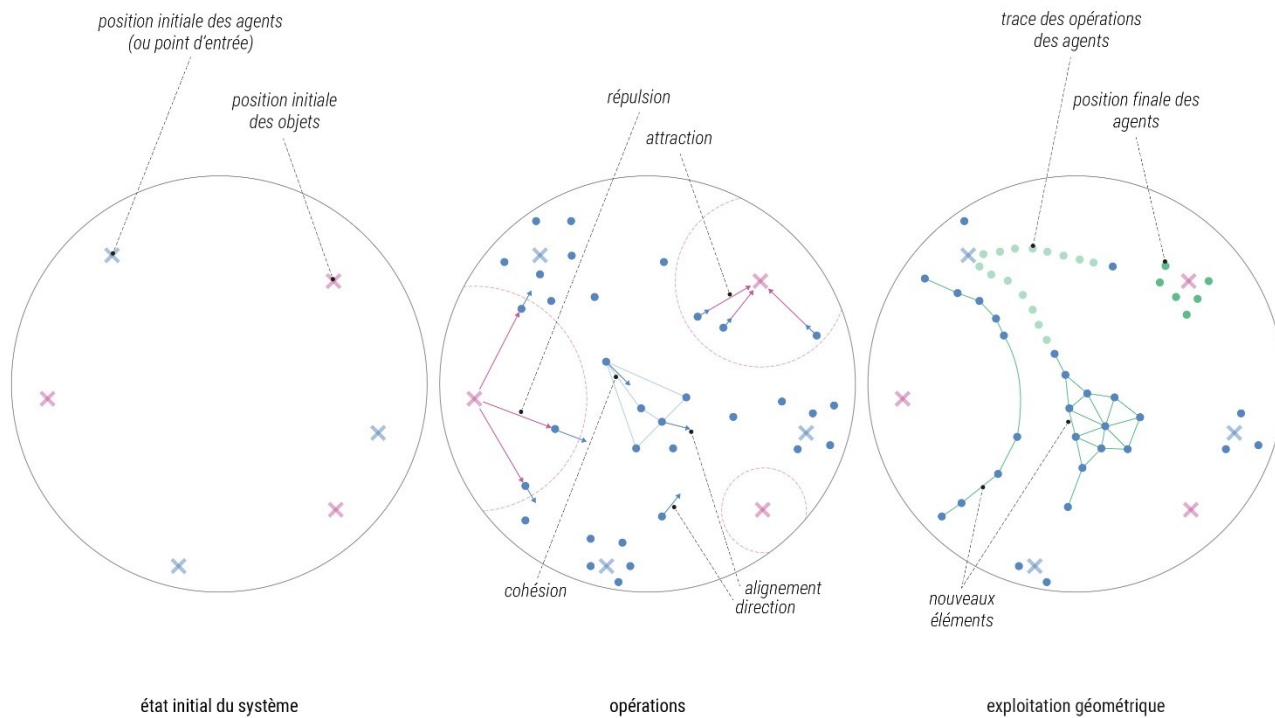 position initiale des agents
(ou point d'entrée)
position initiale
des objets
répulsion
attraction
cohésion
alignement
direction
trace des opérations
des agents
position finale des
agents
nouveaux
éléments
état initial du système
opérations
exploitation géométrique